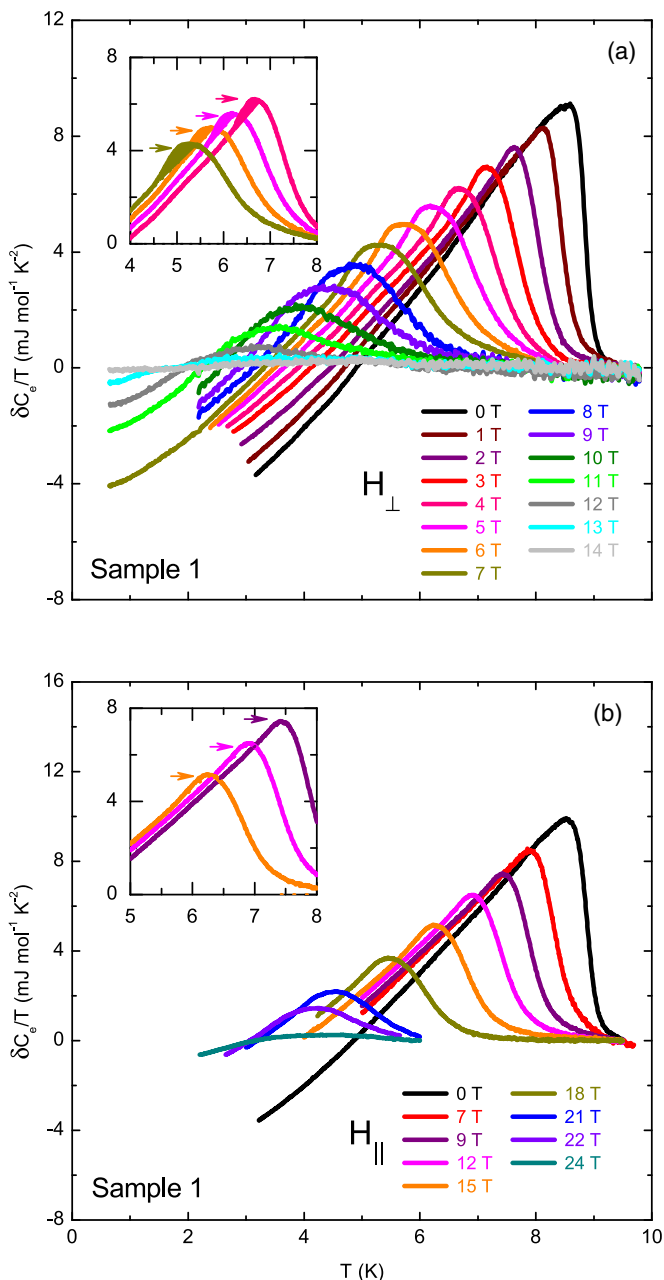 12
8
4
0
-4
-8
δCₑ/T (mJ mol⁻¹ K⁻²)
(a)
8
4
0
4 5 6 7 8
H⊥
0 T 8 T
1 T 9 T
2 T 10 T
3 T 11 T
4 T 12 T
5 T 13 T
6 T 14 T
7 T
Sample 1
16
12
8
4
0
-4
-8
δCₑ/T (mJ mol⁻¹ K⁻²)
(b)
8
4
0
5 6 7 8
H||
0 T 18 T
7 T 21 T
9 T 22 T
12 T 24 T
15 T
Sample 1
0 2 4 6 8 10
T (K)